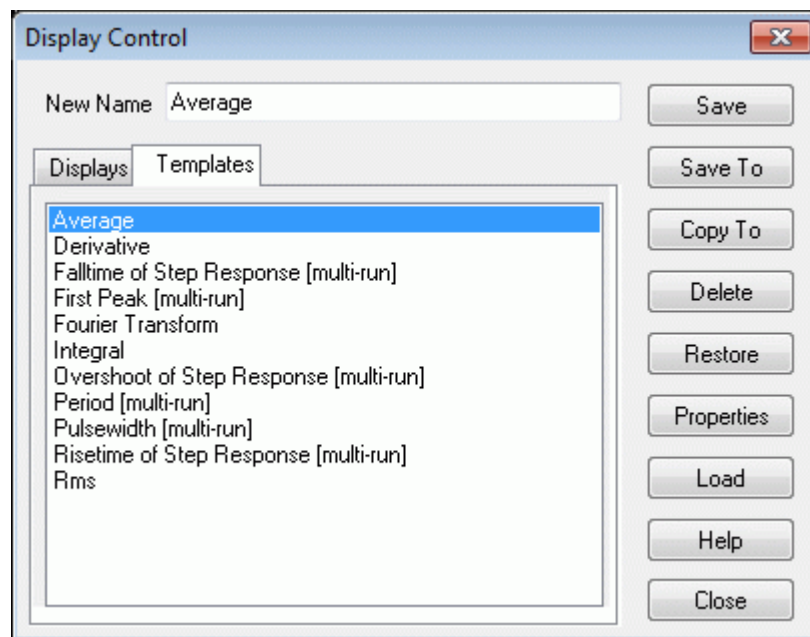 Display Control
New Name Average
Save
Displays Templates
Save To
Average
Derivative
Falltime of Step Response [multi-run]
First Peak [multi-run]
Fourier Transform
Integral
Overshoot of Step Response [multi-run]
Period [multi-run]
Pulsewidth [multi-run]
Risetime of Step Response [multi-run]
Rms
Copy To
Delete
Restore
Properties
Load
Help
Close